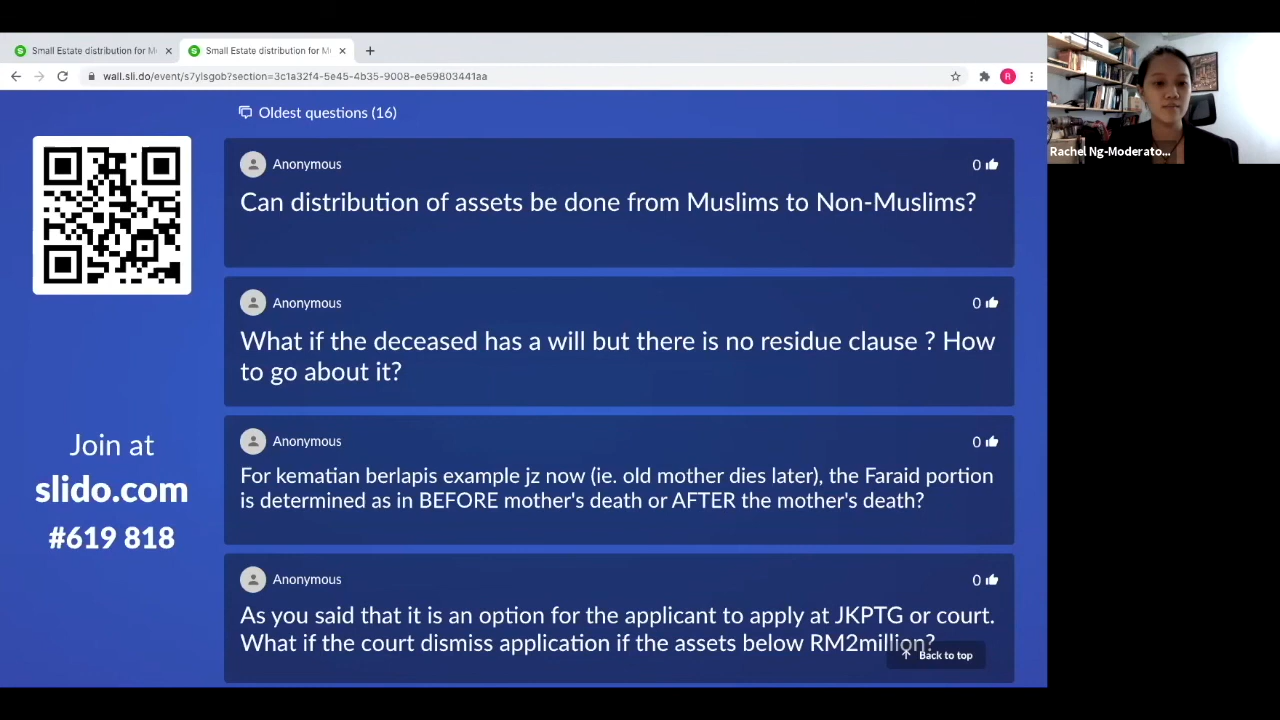 Small Estate distribution for Mu
Small Estate distribution for Mu
wall.sli.do/event/s7ylsgob?section=3c1a32f4-5e45-4b35-9008-ee59803441aa
R
Oldest questions (16)
Anonymous
0
Can distribution of assets be done from Muslims to Non-Muslims?
Anonymous
0
What if the deceased has a will but there is no residue clause ? How
to go about it?
Anonymous
0
For kematian berlapis example jz now (ie. old mother dies later), the Faraid portion
is determined as in BEFORE mother's death or AFTER the mother's death?
Anonymous
0
As you said that it is an option for the applicant to apply at JKPTG or court.
What if the court dismiss application if the assets below RM2million?
Back to top
Join at
slido.com
#619 818
Rachel Ng-Moderato...